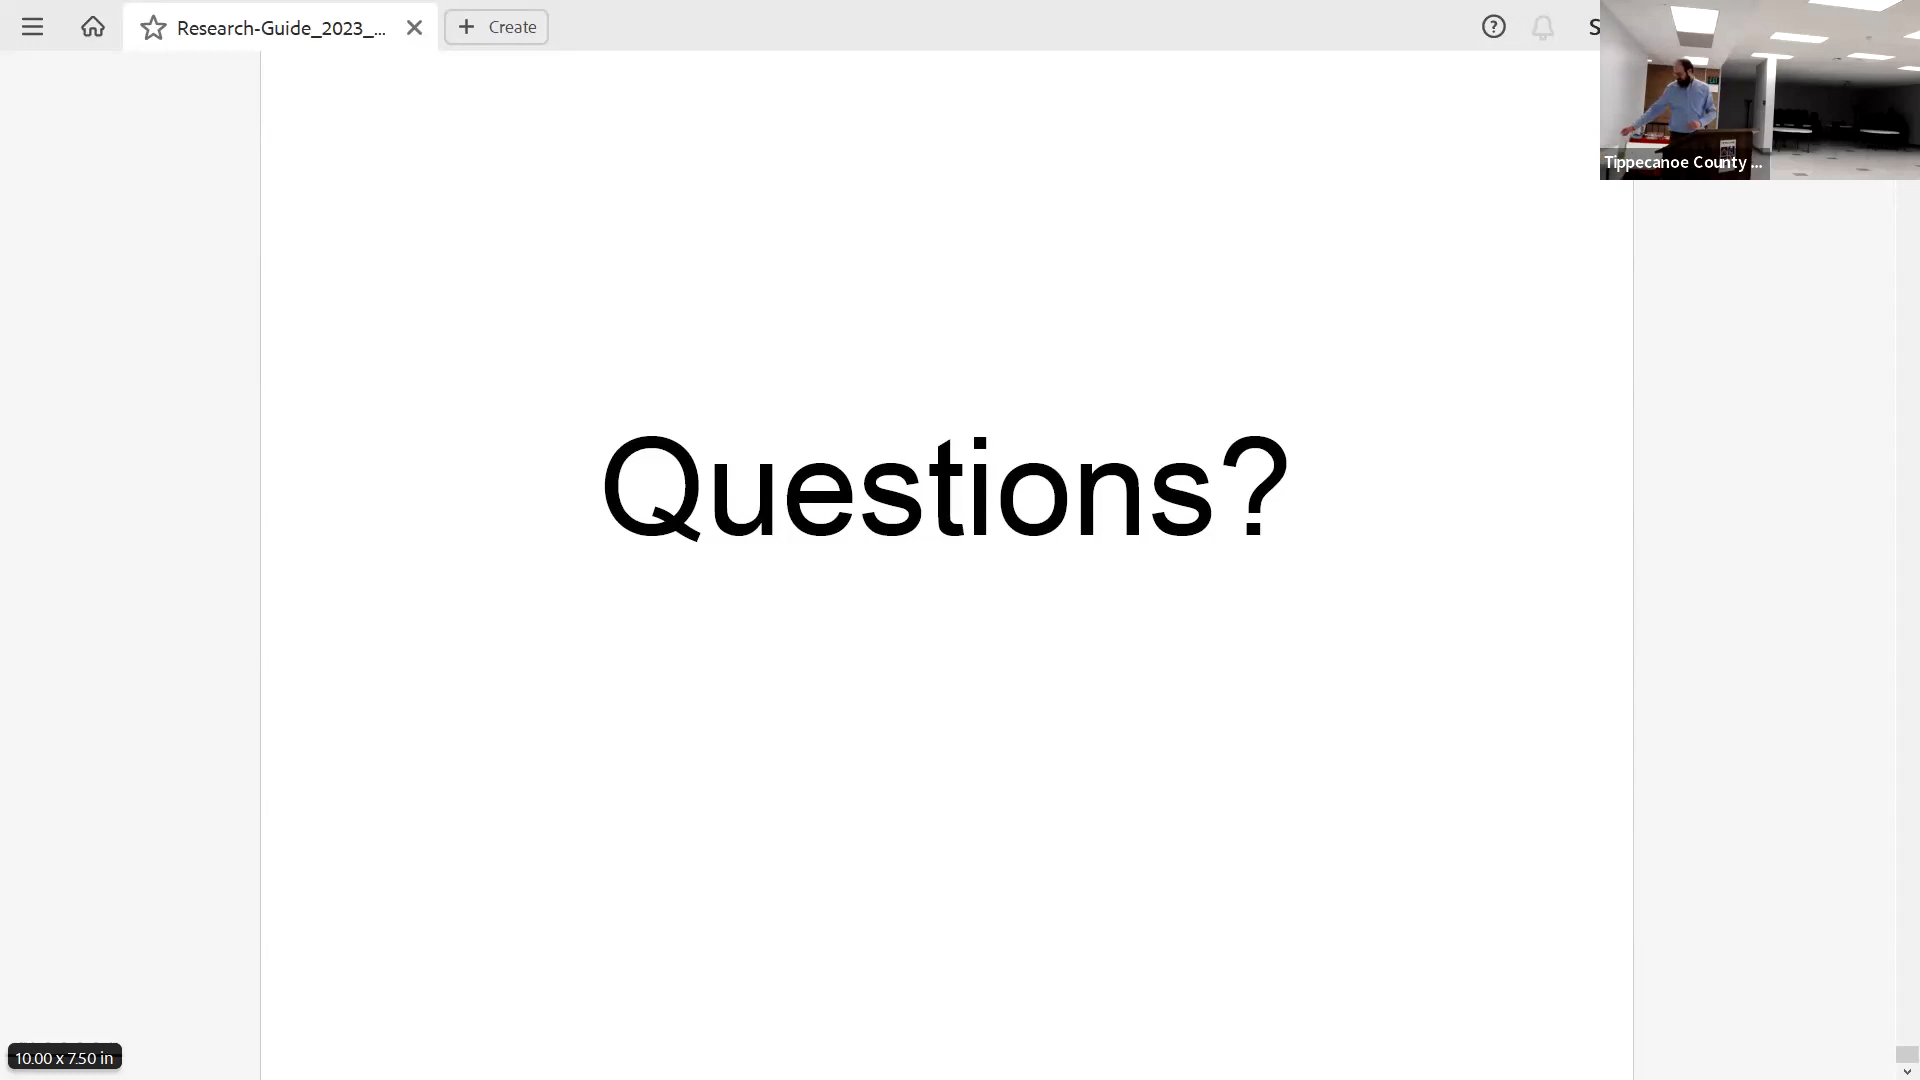 Research-Guide_2023_...
Create
S
Tippecanoe County ...
Questions?
10.00 x 7.50 in